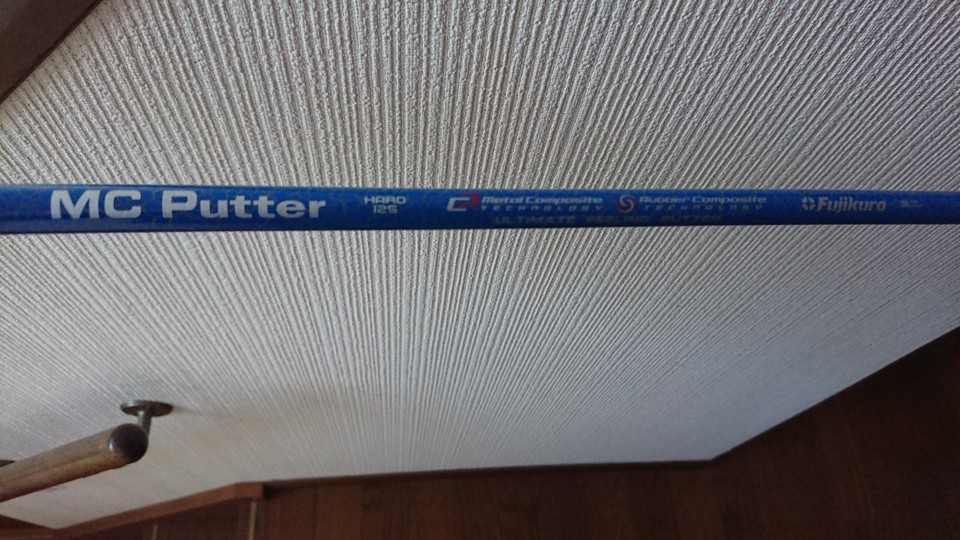 MC Putter
HARD
125
Metal Composite
TECHNOLOGY
Rubber Composite
TECHNOLOGY
ULTIMATE FEELING PUTTER
Fujikura